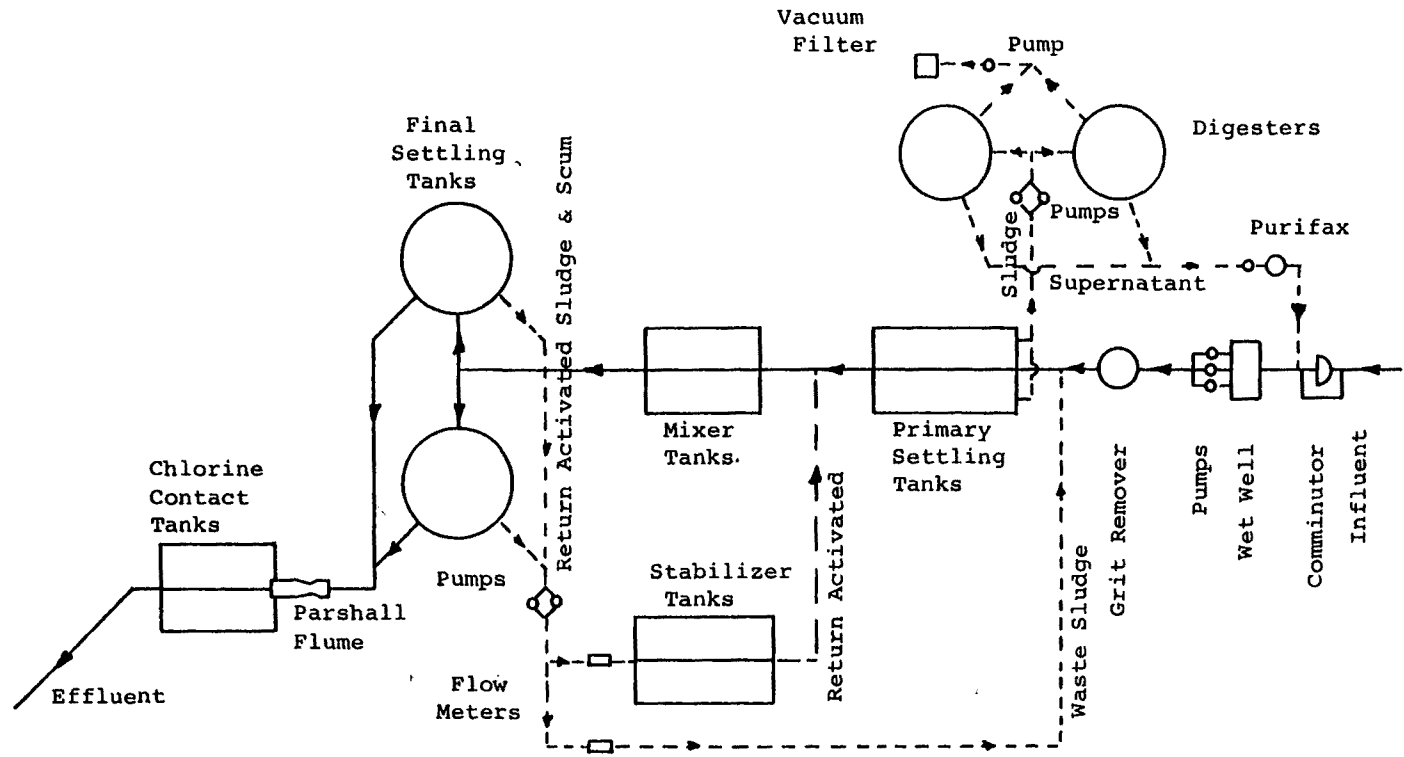 Vacuum
Filter
Pump
Final
Settling
Tanks
Digesters
Return Activated Sludge & Scum
Sludge
Pumps
Purifax
Supernatant
Mixer
Tanks.
Primary
Settling
Tanks
Chlorine
Contact
Tanks
Return Activated
Waste Sludge
Grit Remover
Pumps
Wet Well
Comminutor
Influent
Pumps
Stabilizer
Tanks
Parshall
Flume
Effluent
Flow
Meters